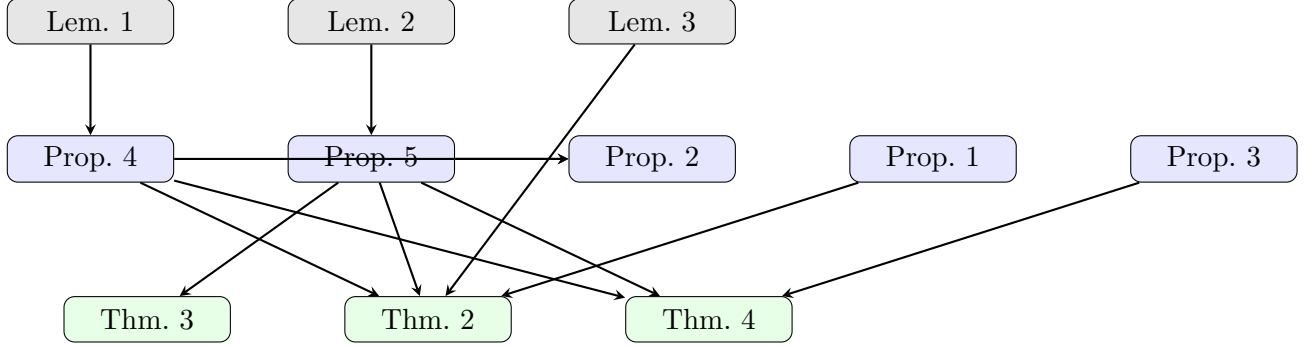 Lem. 1
Lem. 2
Lem. 3
Prop. 4
Prop. 5
Prop. 2
Prop. 1
Prop. 3
Thm. 3
Thm. 2
Thm. 4